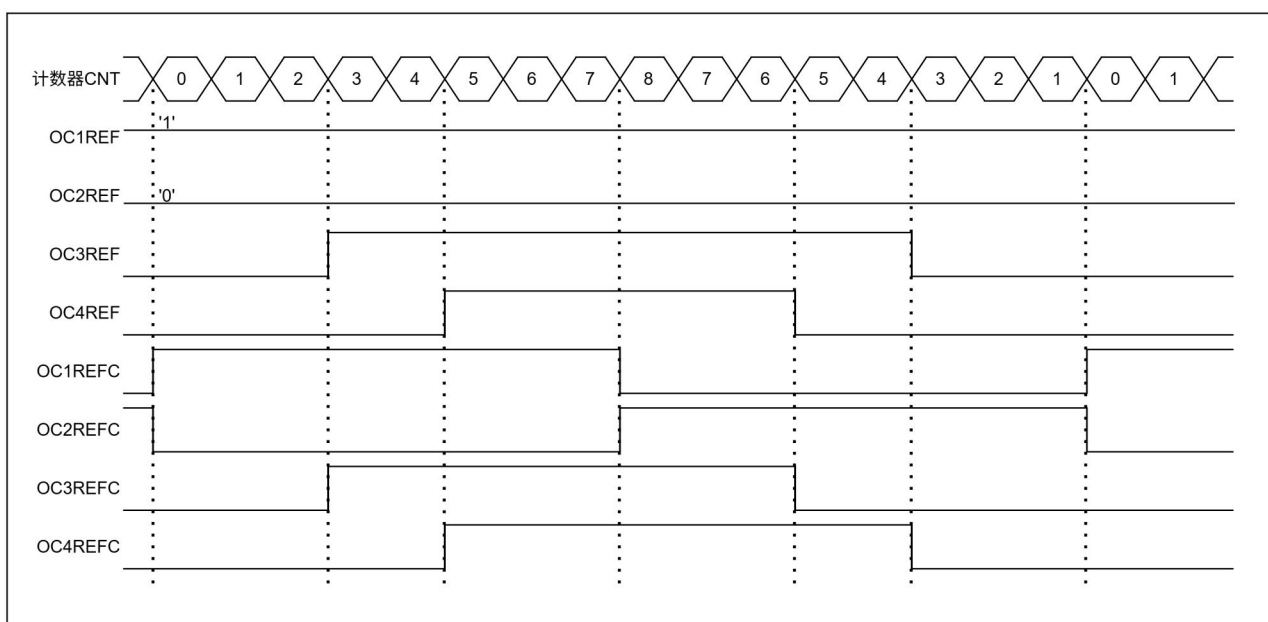 计数器CNT 0 1 2 3 4 5 6 7 8 7 6 5 4 3 2 1 0 1
OC1REF '1'
OC2REF '0'
OC3REF
OC4REF
OC1REFC
OC2REFC
OC3REFC
OC4REFC